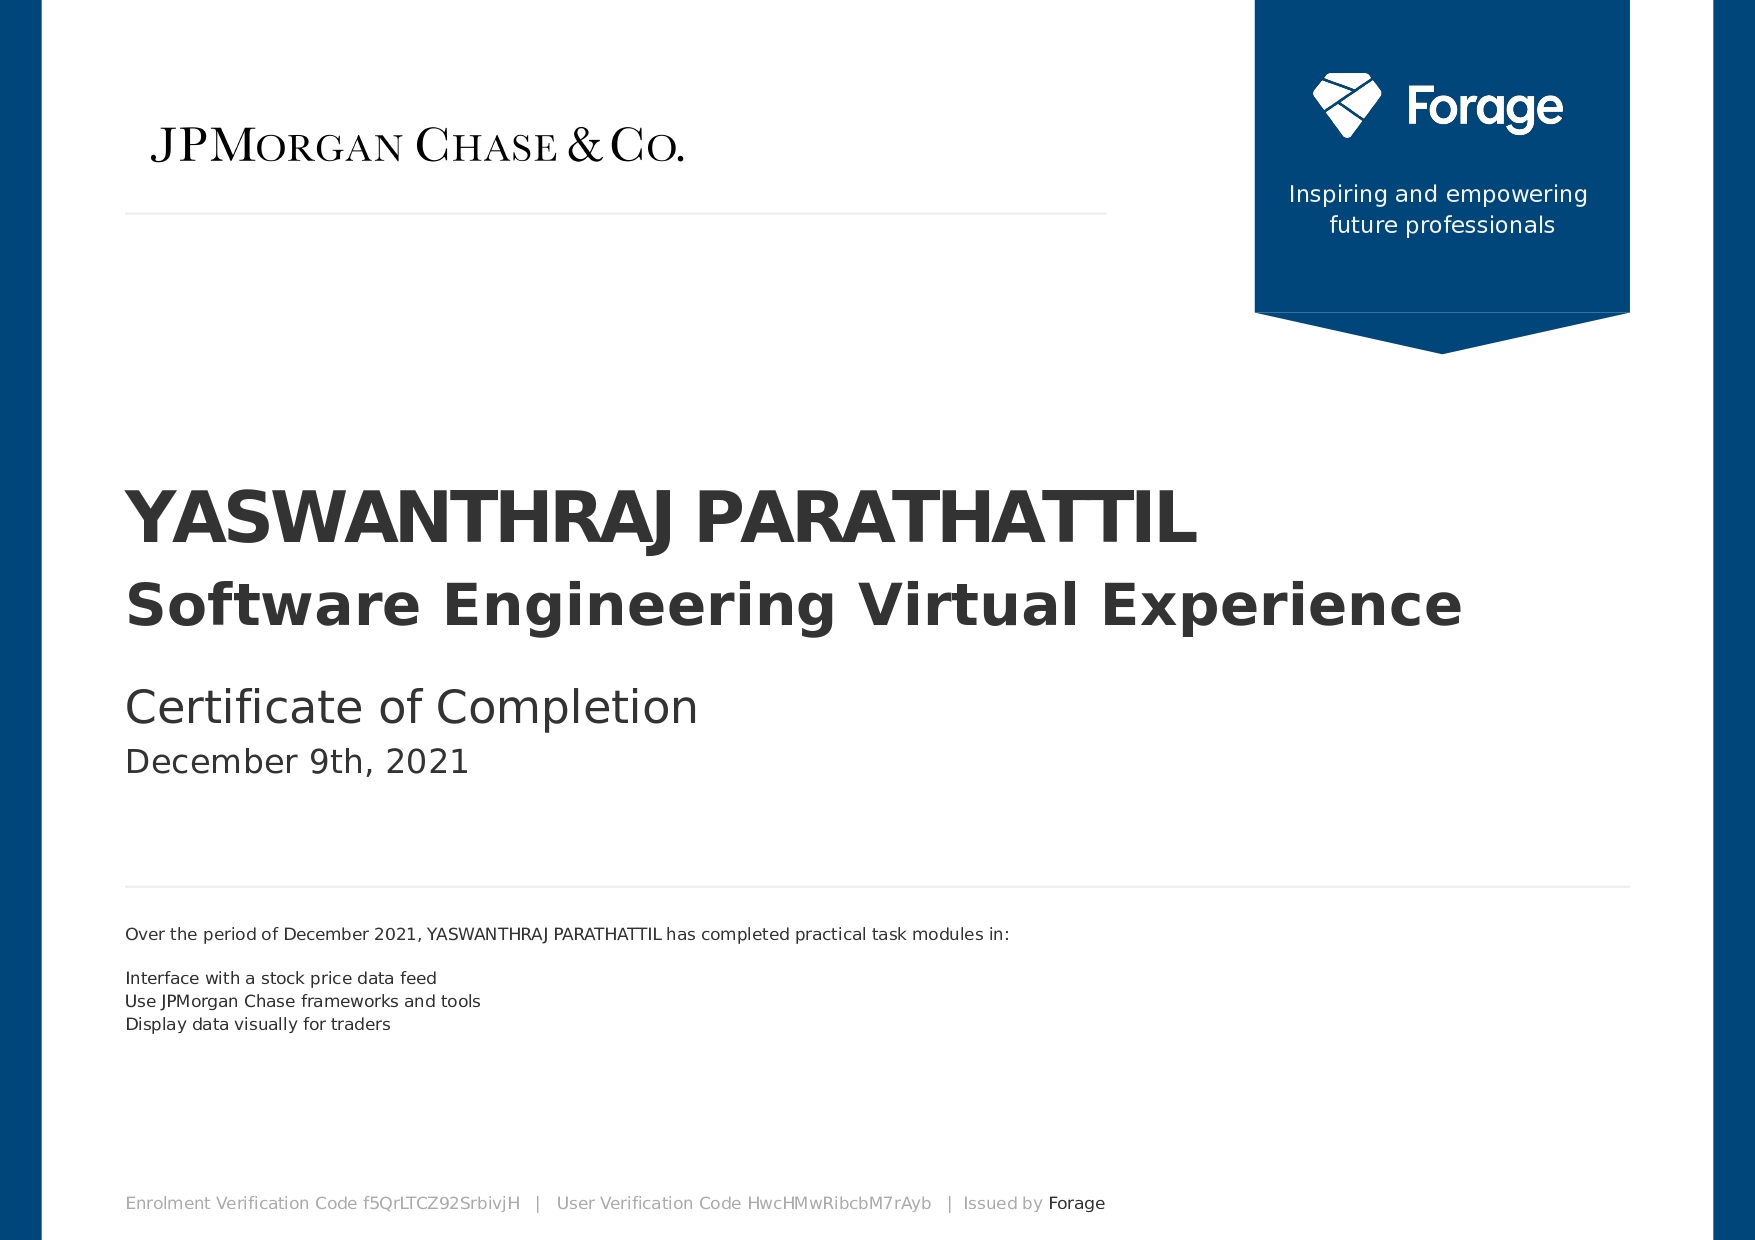 JPMORGAN CHASE & CO.
Forage
Inspiring and empowering
future professionals
YASWANTHRAJ PARATHATTIL
Software Engineering Virtual Experience
Certificate of Completion
December 9th, 2021
Over the period of December 2021, YASWANTHRAJ PARATHATTIL has completed practical task modules in:
Interface with a stock price data feed
Use JPMorgan Chase frameworks and tools
Display data visually for traders
Enrolment Verification Code f5QrLTCZ92SrbivjH | User Verification Code HwcHMwRibcbM7rAyb | Issued by Forage